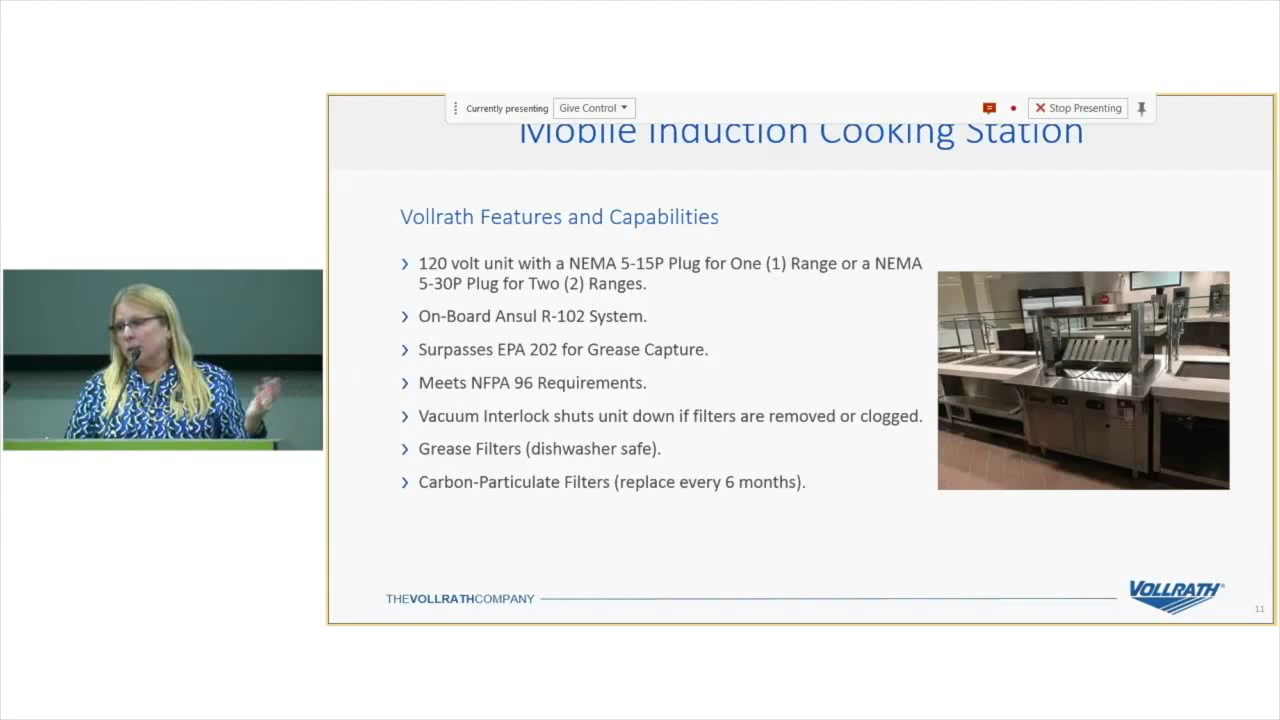 Currently presenting Give Control Stop Presenting
Mobile Induction Cooking Station
Vollrath Features and Capabilities
120 volt unit with a NEMA 5-15P Plug for One (1) Range or a NEMA
5-30P Plug for Two (2) Ranges.
On-Board Ansul R-102 System.
Surpasses EPA 202 for Grease Capture.
Meets NFPA 96 Requirements.
Vacuum Interlock shuts unit down if filters are removed or clogged.
Grease Filters (dishwasher safe).
Carbon-Particulate Filters (replace every 6 months).
THEVOLLRATHCOMPANY
VOLLRATH®
11